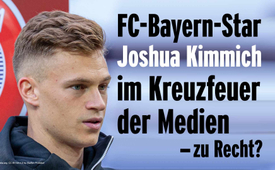 FC-Bayern-Star
Joshua Kimmich
im Kreuzfeuer
der Medien
– zu Recht?